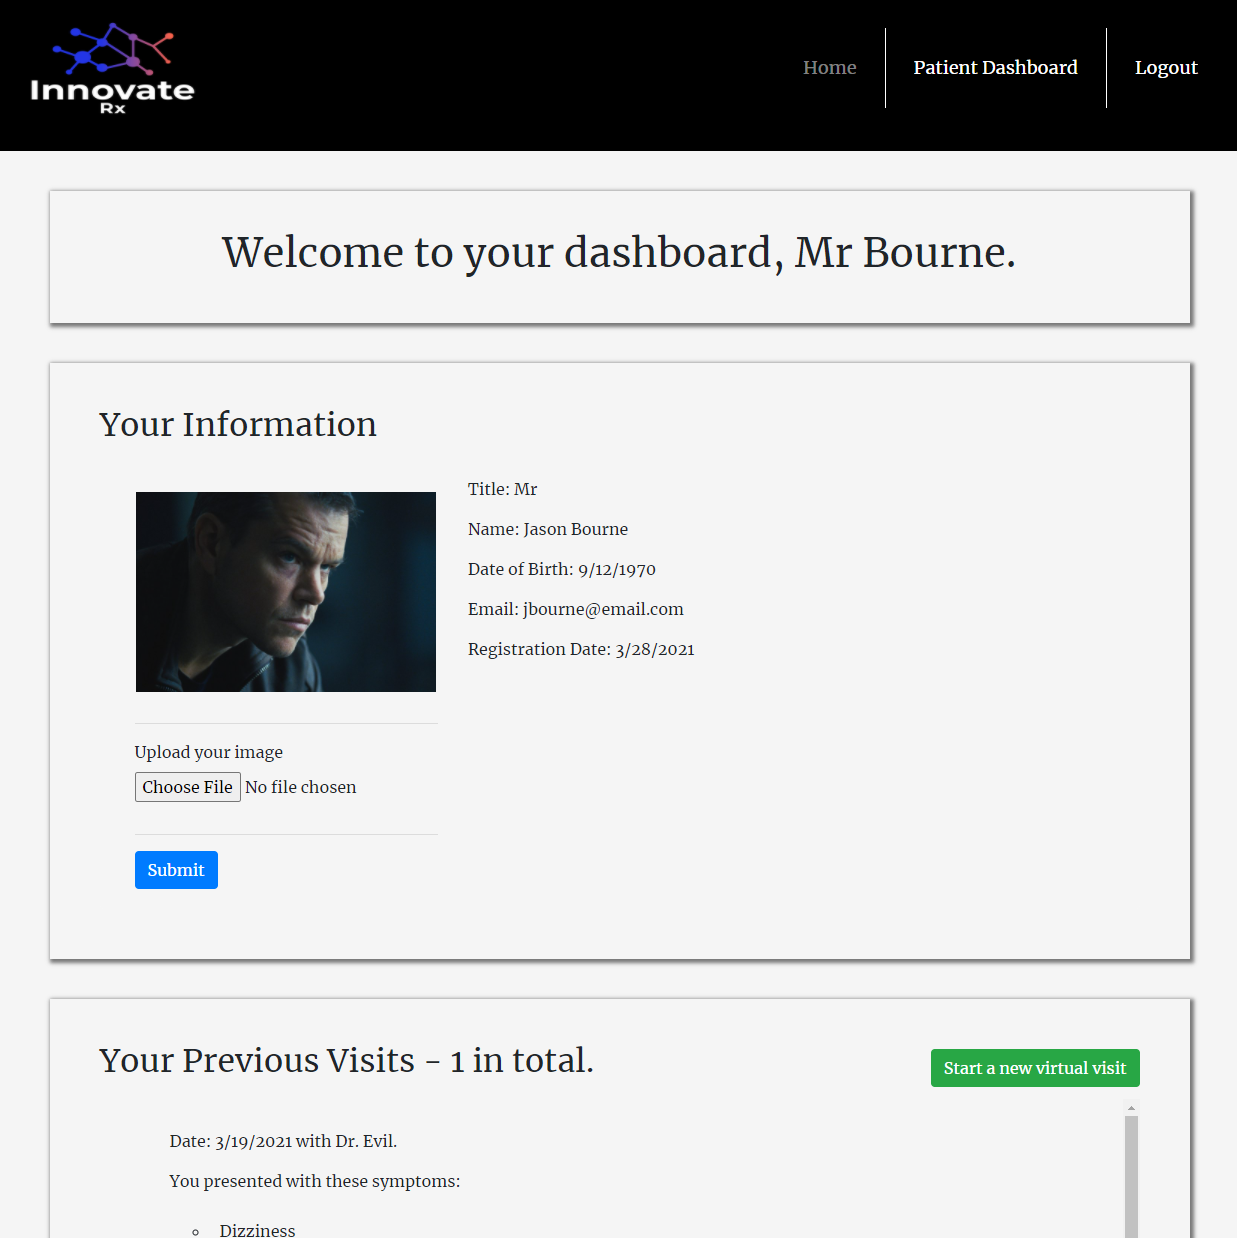 Innovate
Rx
Home
Patient Dashboard
Logout
Welcome to your dashboard, Mr Bourne.
Your Information
Title: Mr
Name: Jason Bourne
Date of Birth: 9/12/1970
Email: jbourne@email.com
Registration Date: 3/28/2021
Upload your image
Choose File No file chosen
Submit
Your Previous Visits - 1 in total.
Start a new virtual visit
Date: 3/19/2021 with Dr. Evil.
You presented with these symptoms:
Dizziness